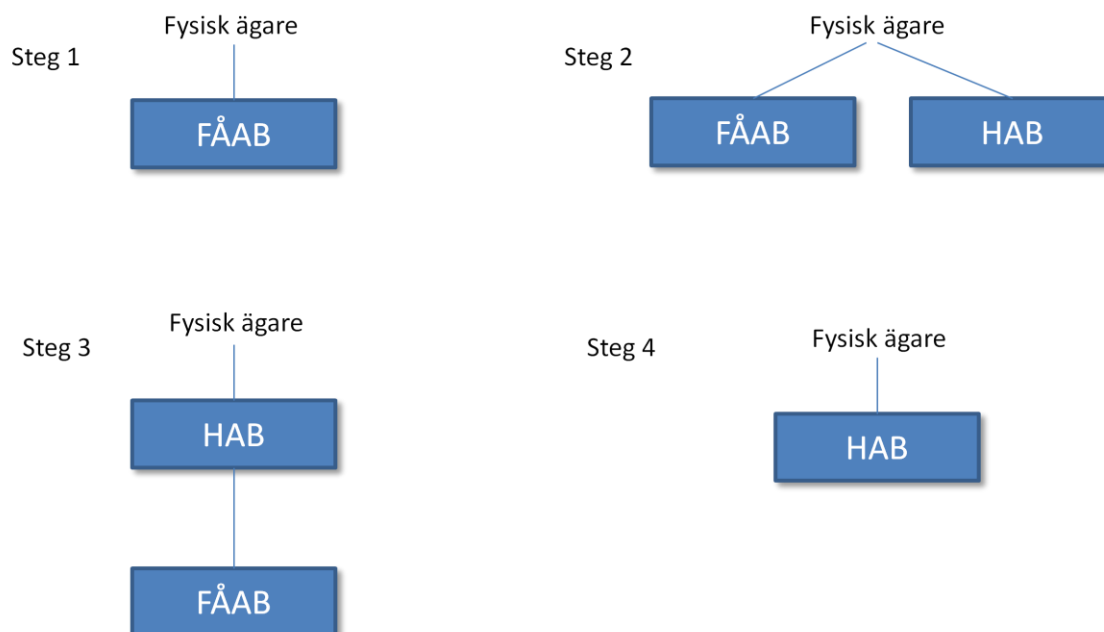 Steg 1
Fysisk ägare
FÅAB
Steg 2
Fysisk ägare
FÅAB
HAB
Steg 3
Fysisk ägare
HAB
FÅAB
Steg 4
Fysisk ägare
HAB